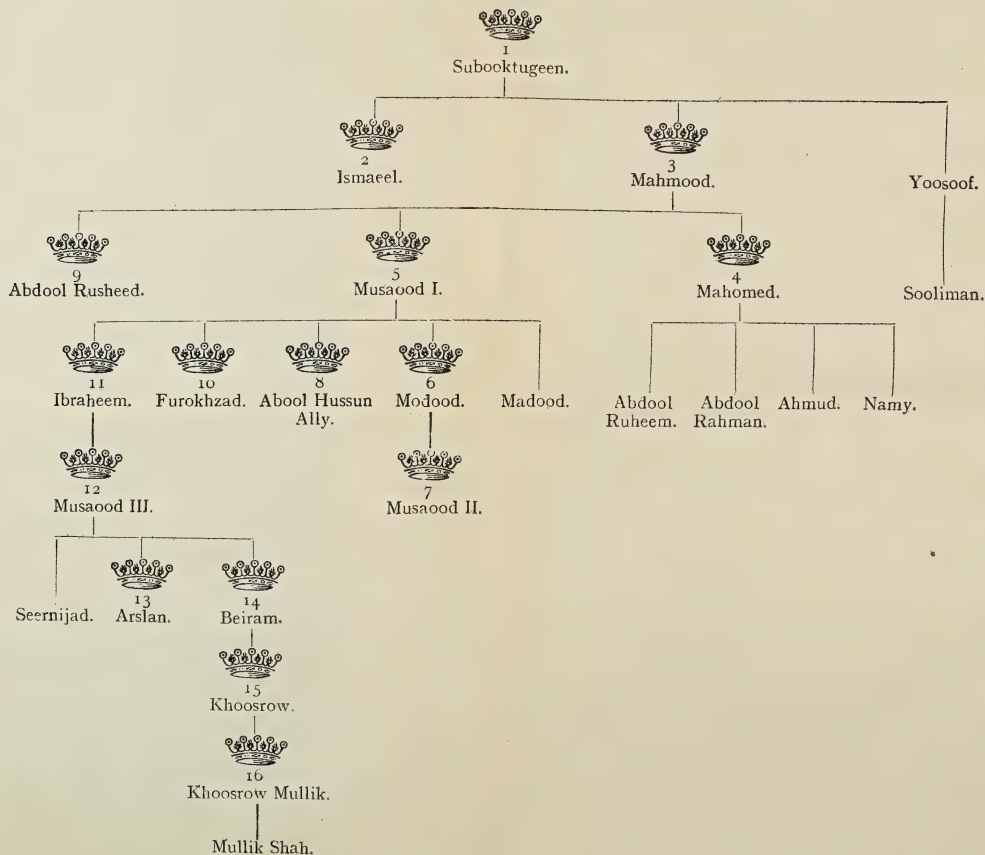 1
Subooktugeen.
2
Ismaeel.
3
Mahmood.
Yoosoof.
9
Abdool Rusheed.
5
Musaood I.
4
Mahomed.
Sooliman.
11
Ibraheem.
10
Furokhzad.
8
Abool Hussun
Ally.
6
Modood.
Madood.
Abdool
Ruheem.
Abdool
Rahman.
Ahmud.
Namy.
12
Musaood III.
7
Musaood II.
Seernijad.
13
Arslan.
14
Beiram.
15
Khoosrow.
16
Khoosrow Mullik.
Mullik Shah.